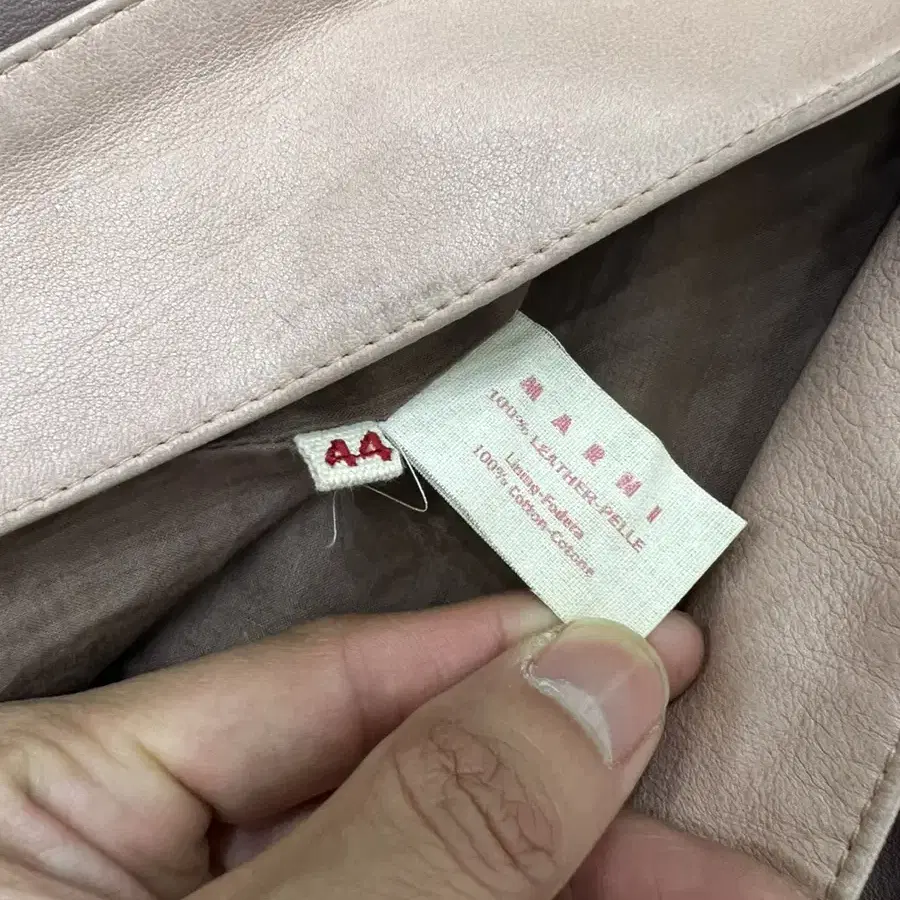 44
MARNI
100% LEATHER-PELLE
Lining-Fodera
100% Cotton-Cotone